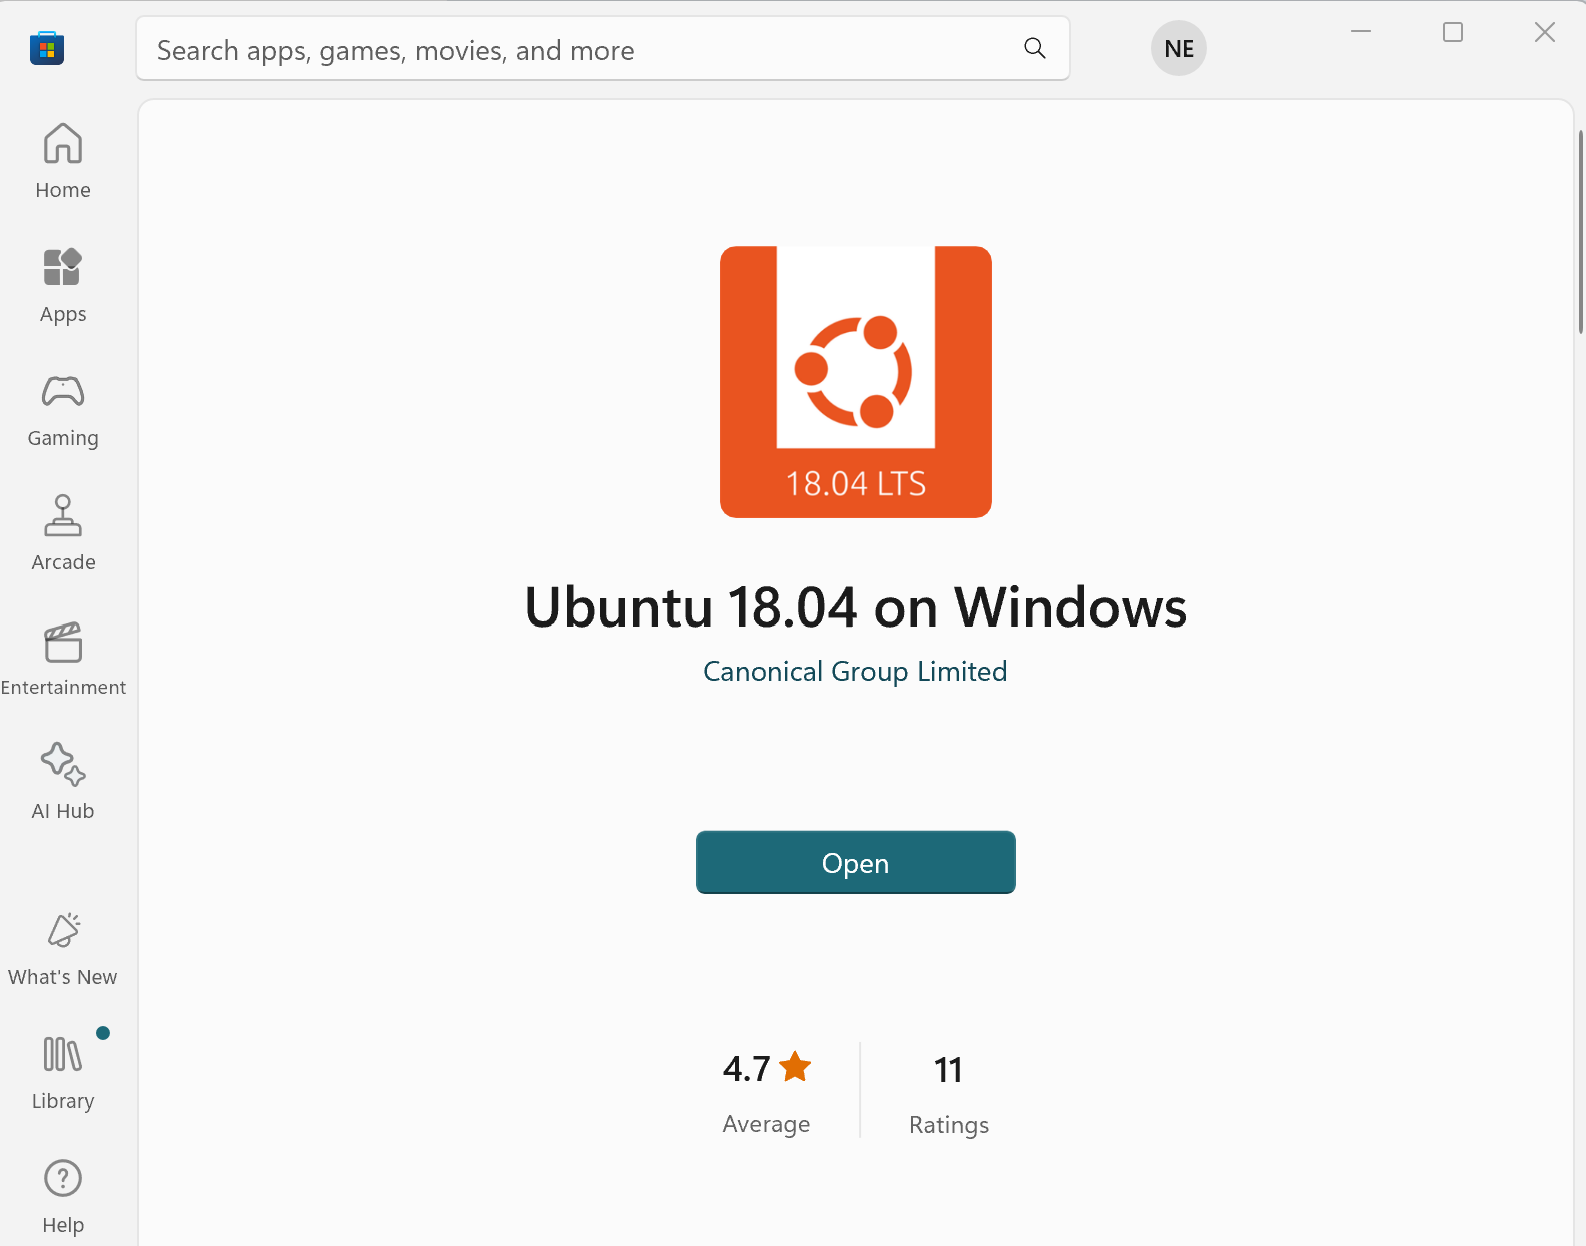 Search apps, games, movies, and more
NE
Home
Apps
Gaming
Arcade
Entertainment
AI Hub
What's New
Library
Help
18.04 LTS
Ubuntu 18.04 on Windows
Canonical Group Limited
Open
4.7
Average
11
Ratings